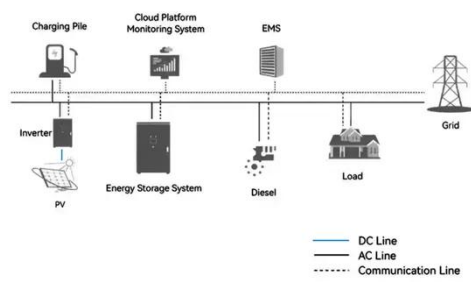 Charging Pile
Cloud Platform
Monitoring System
EMS
Grid
Inverter
PV
Energy Storage System
Diesel
Load
DC Line
AC Line
Communication Line